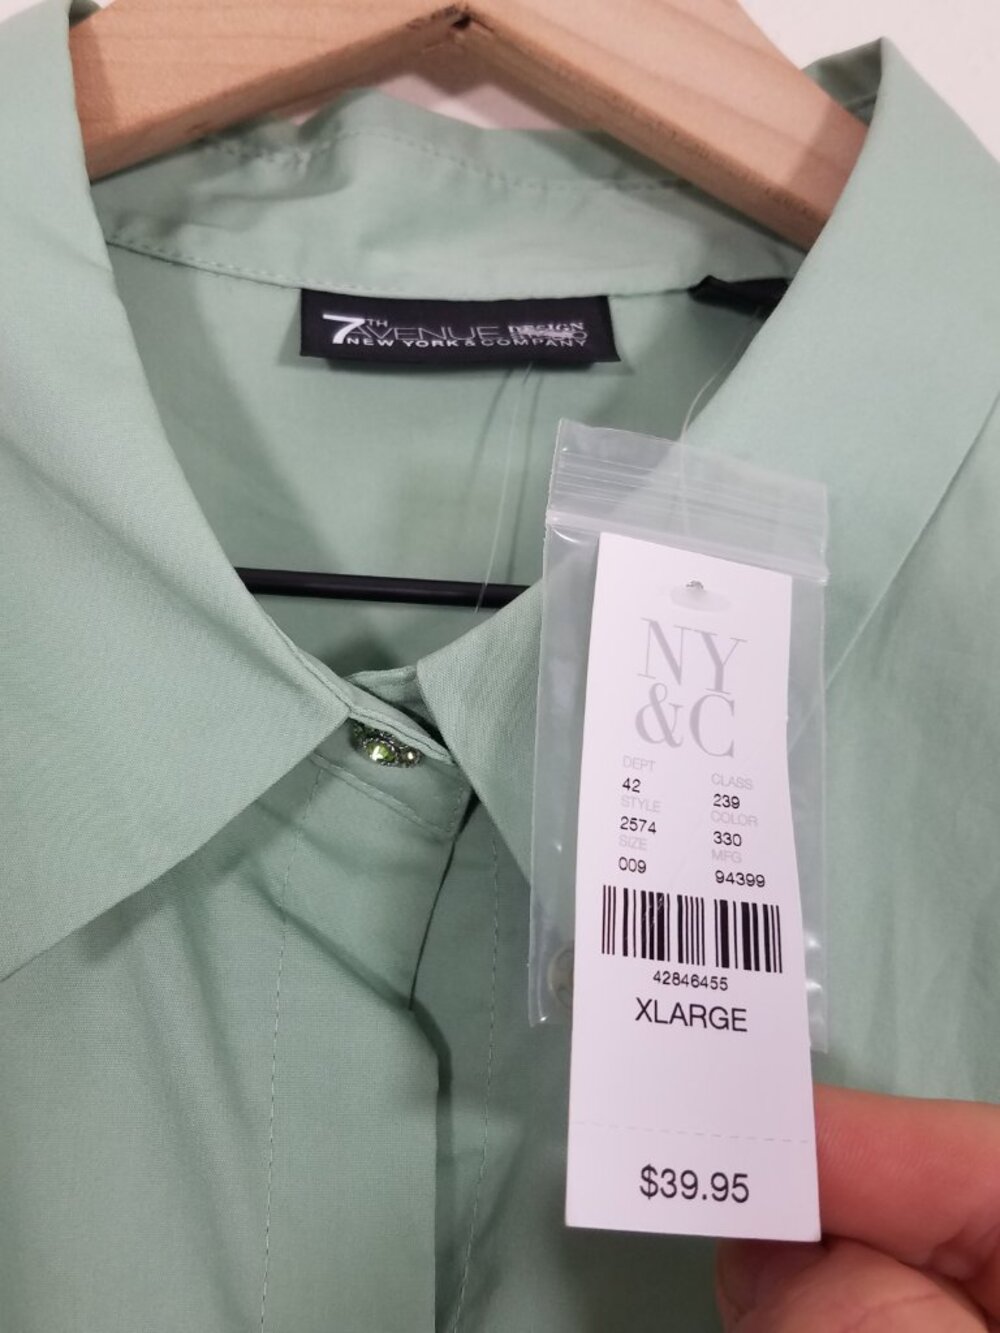 7TH
AVENUE DESIGN STUDIO
NEW YORK & COMPANY
NY
&C
DEPT CLASS
42 239
STYLE COLOR
2574 330
SIZE MFG
009 94399
42846455
XLARGE
$39.95